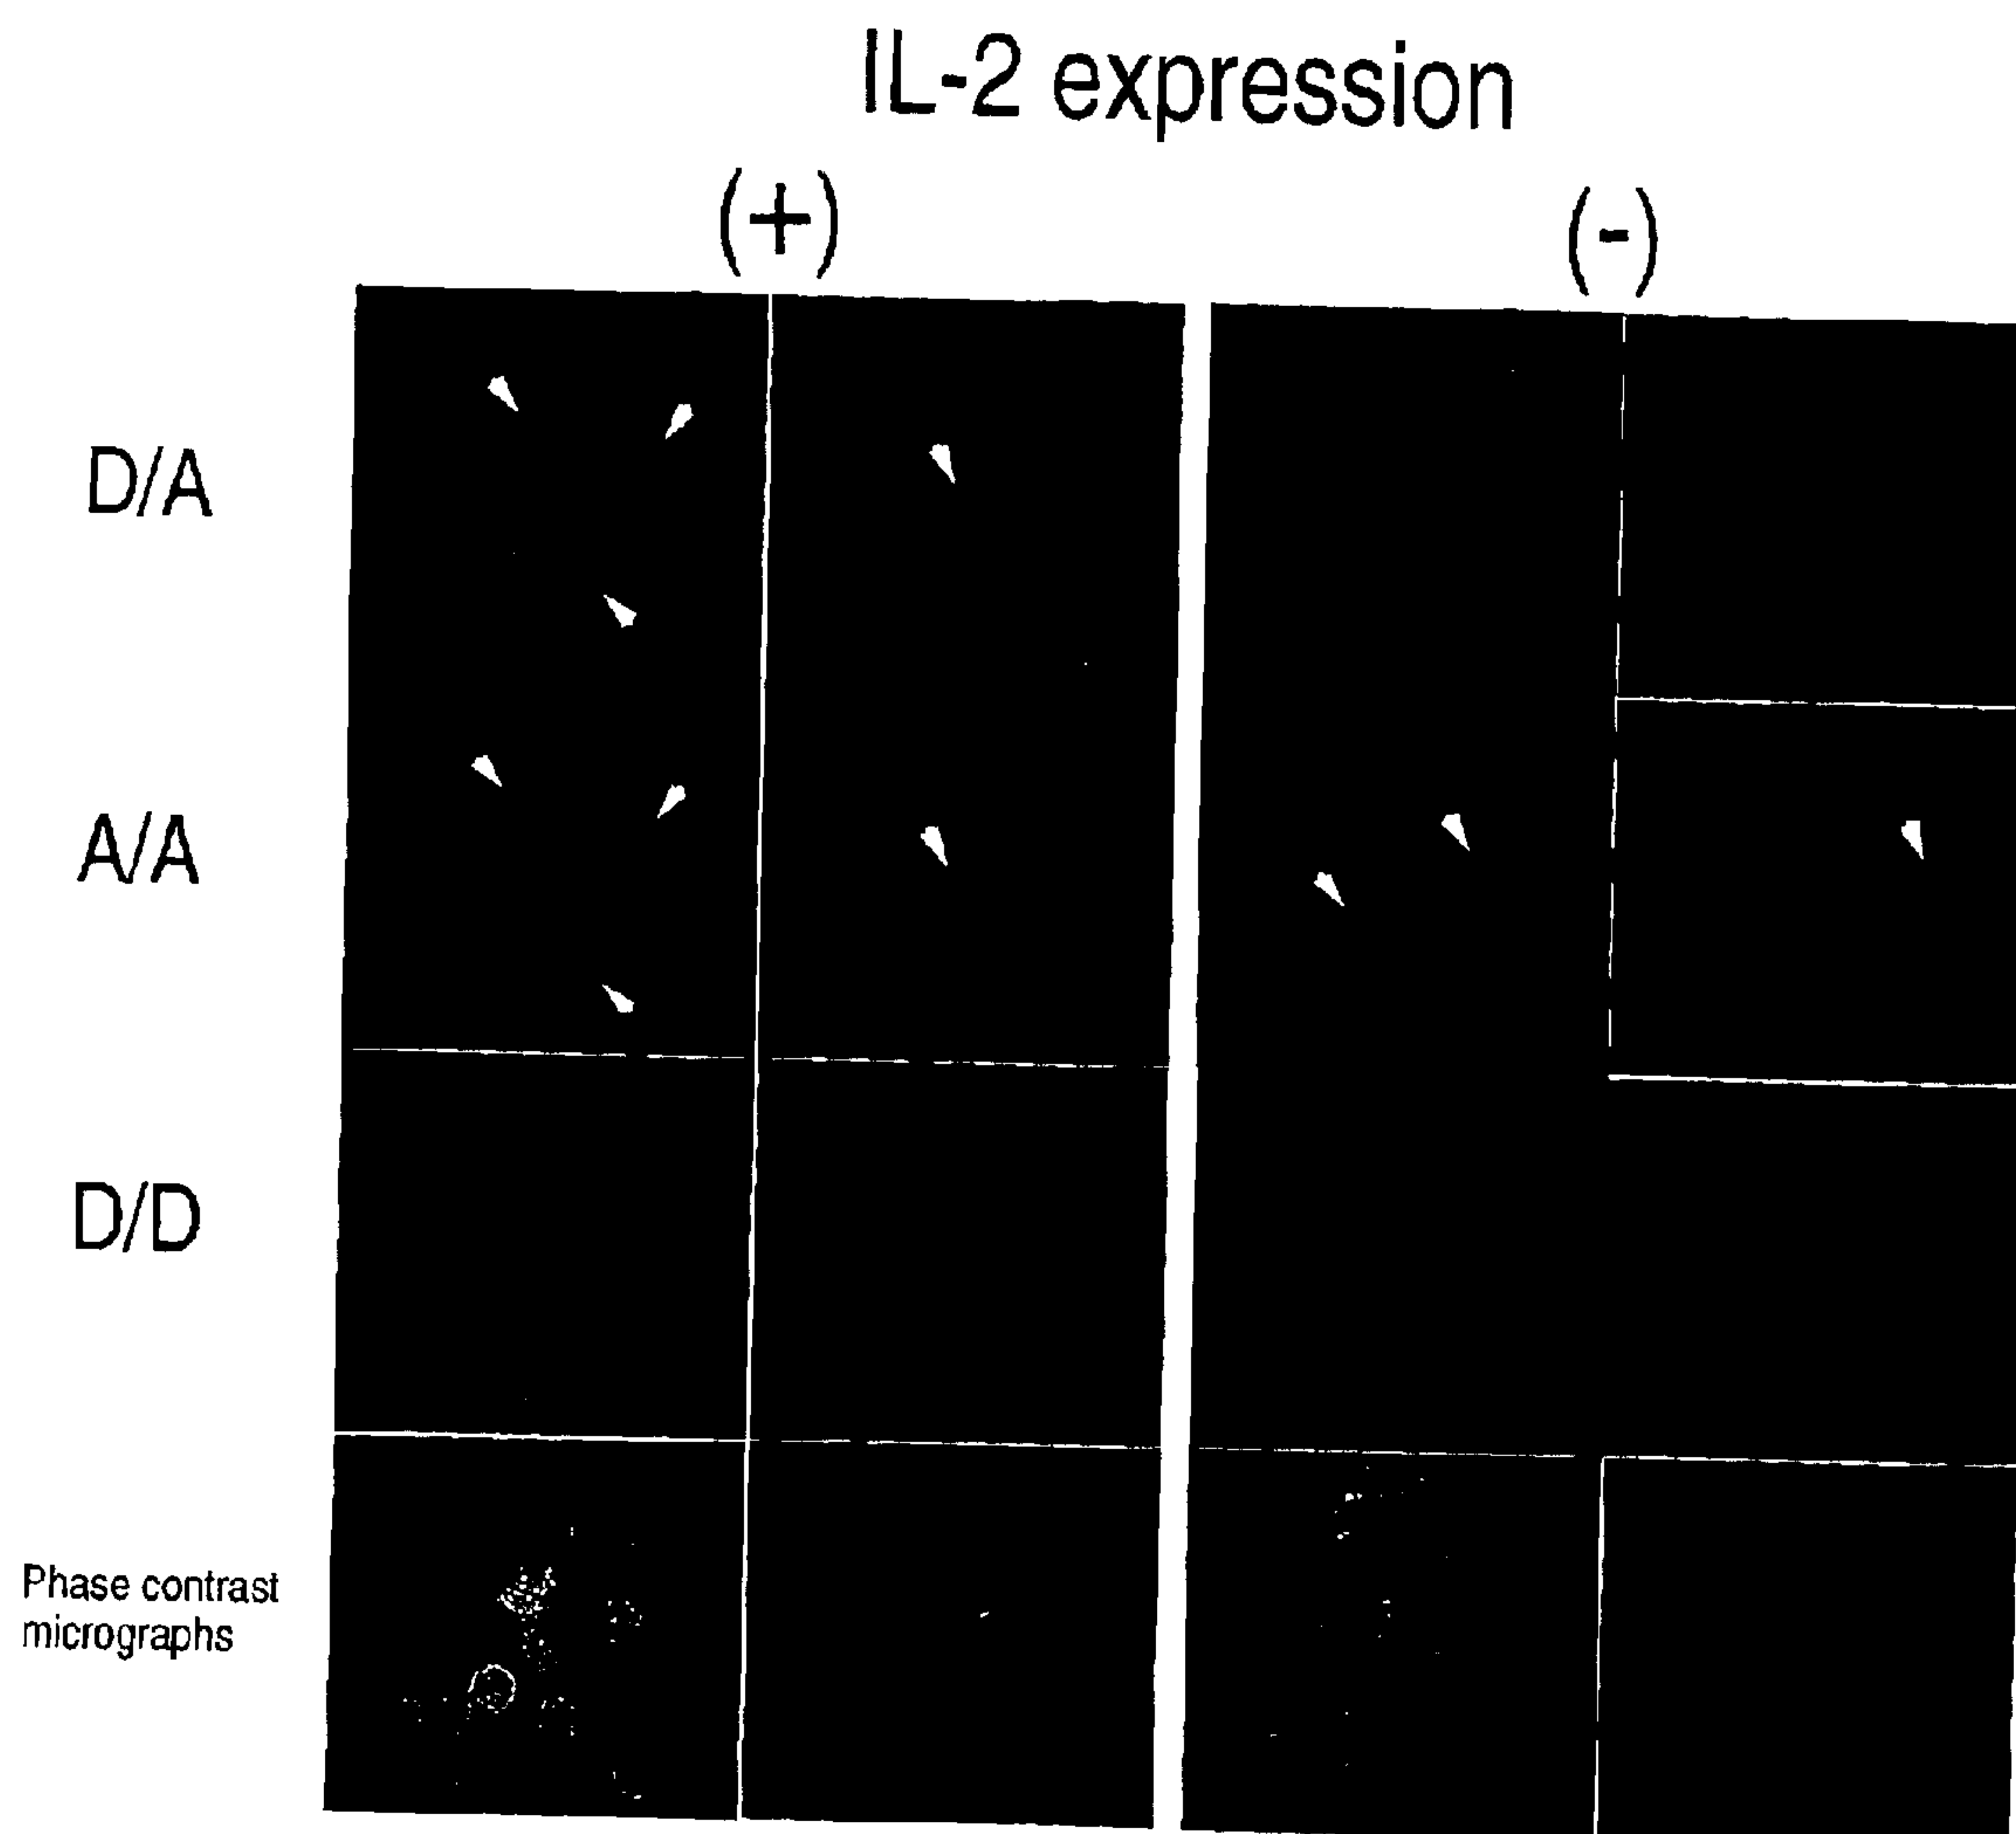 IL-2 expression
(+)
(-)
D/A
A/A
D/D
Phase contrast
micrographs